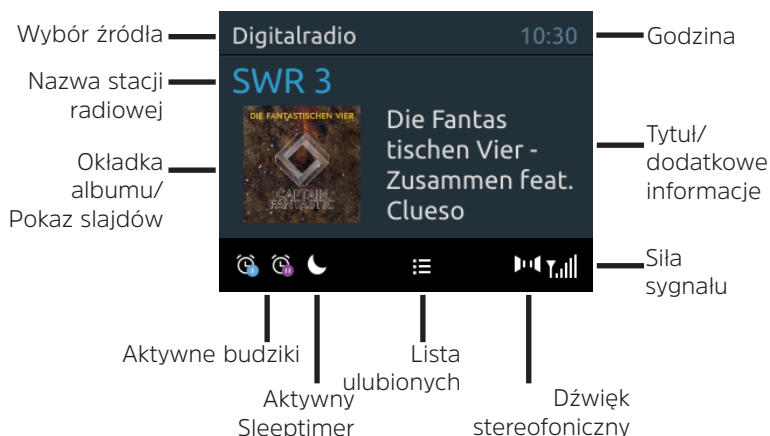 Wybór źródła
Digitalradio
10:30
Godzina
Nazwa stacji
radiowej
SWR 3
DIE FANTASTISCHEN VIER
CAPTAIN
FANTASTIC
Die Fantas
tischen Vier -
Zusammen feat.
Clueso
Okładka
albumu/
Pokaz slajdów
Tytuł/
dodatkowe
informacje
Siła
sygnału
Aktywne budziki
Aktywny
Sleeptimer
Lista
ulubionych
Dźwięk
stereofoniczny